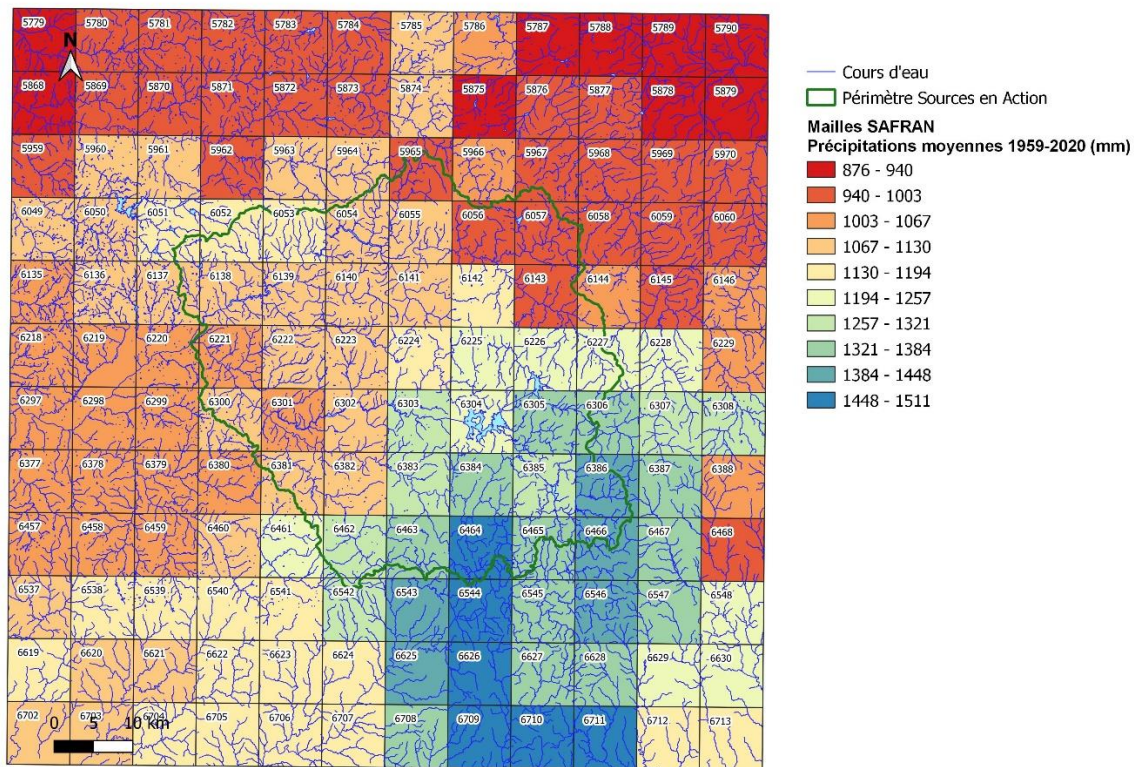 5779 5780 5781 5782 5783 5784 5785 5786 5787 5788 5789 5790
N
5868 5869 5870 5871 5872 5873 5874 5875 5876 5877 5878 5879
5959 5960 5961 5962 5963 5964 5965 5966 5967 5968 5969 5970
6049 6050 6051 6052 6053 6054 6055 6056 6057 6058 6059 6060
6135 6136 6137 6138 6139 6140 6141 6142 6143 6144 6145 6146
6218 6219 6220 6221 6222 6223 6224 6225 6226 6227 6228 6229
6297 6298 6299 6300 6301 6302 6303 6304 6305 6306 6307 6308
6377 6378 6379 6380 6381 6382 6383 6384 6385 6386 6387 6388
6457 6458 6459 6460 6461 6462 6463 6464 6465 6466 6467 6468
6537 6538 6539 6540 6541 6542 6543 6544 6545 6546 6547 6548
6619 6620 6621 6622 6623 6624 6625 6626 6627 6628 6629 6630
6702 6703 6704 6705 6706 6707 6708 6709 6710 6711 6712 6713
0 5 10 km
Cours d'eau
Périmètre Sources en Action
Mailles SAFRAN
Précipitations moyennes 1959-2020 (mm)
876 - 940
940 - 1003
1003 - 1067
1067 - 1130
1130 - 1194
1194 - 1257
1257 - 1321
1321 - 1384
1384 - 1448
1448 - 1511